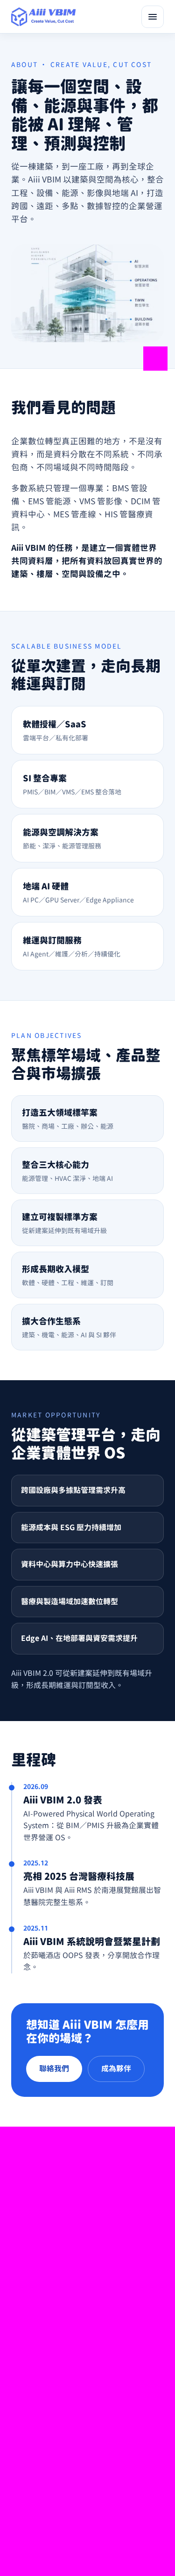 Aiii VBIM
Create Value, Cut Cost
ABOUT • CREATE VALUE, CUT COST
讓每一個空間、設
備、能源與事件，都
能被 AI 理解、管
理、預測與控制
從一棟建築，到一座工廠，再到全球企
業。Aiii VBIM 以建築與空間為核心，整合
工程、設備、能源、影像與地端 AI，打造
跨國、遠距、多點、數據智控的企業營運
平台。
AI
OPERATIONS
TWIN
BUILDING
我們看見的問題
企業數位轉型真正困難的地方，不是沒有
資料，而是資料分散在不同系統、不同承
包商、不同場域與不同時間階段。
多數系統只管理一個專業：BMS 管設
備、EMS 管能源、VMS 管影像、DCIM 管
資料中心、MES 管產線、HIS 管醫療資
訊。
Aiii VBIM 的任務，是建立一個實體世界
共同資料層，把所有資料放回真實世界的
建築、樓層、空間與設備之中。
SCALABLE BUSINESS MODEL
從單次建置，走向長期
維運與訂閱
軟體授權／SaaS
雲端平台／私有化部署
SI 整合專案
PMIS／BIM／VMS／EMS 整合落地
能源與空調解決方案
節能、潔淨、能源管理服務
地端 AI 硬體
AI PC／GPU Server／Edge Appliance
維運與訂閱服務
AI Agent／維護／分析／持續優化
PLAN OBJECTIVES
聚焦標竿場域、產品整
合與市場擴張
打造五大領域標竿案
醫院、商場、工廠、辦公、能源
整合三大核心能力
能源管理、HVAC 潔淨、地端 AI
建立可複製標準方案
從新建案延伸到既有場域升級
形成長期收入模型
軟體、硬體、工程、維運、訂閱
擴大合作生態系
建築、機電、能源、AI 與 SI 夥伴
MARKET OPPORTUNITY
從建築管理平台，走向
企業實體世界 OS
跨國設廠與多據點管理需求升高
能源成本與 ESG 壓力持續增加
資料中心與算力中心快速擴張
醫療與製造場域加速數位轉型
Edge AI、在地部署與資安需求提升
Aiii VBIM 2.0 可從新建案延伸到既有場域升
級，形成長期維運與訂閱型收入。
里程碑
2026.09
Aiii VBIM 2.0 發表
AI-Powered Physical World Operating
System：從 BIM／PMIS 升級為企業實體
世界營運 OS。
2025.12
亮相 2025 台灣醫療科技展
Aiii VBIM 與 Aiii RMS 於南港展覽館展出智
慧醫院完整生態系。
2025.11
Aiii VBIM 系統說明會暨繁星計劃
於茹曦酒店 OOPS 發表，分享開放合作理
念。
想知道 Aiii VBIM 怎麼用
在你的場域？
聯絡我們
成為夥伴